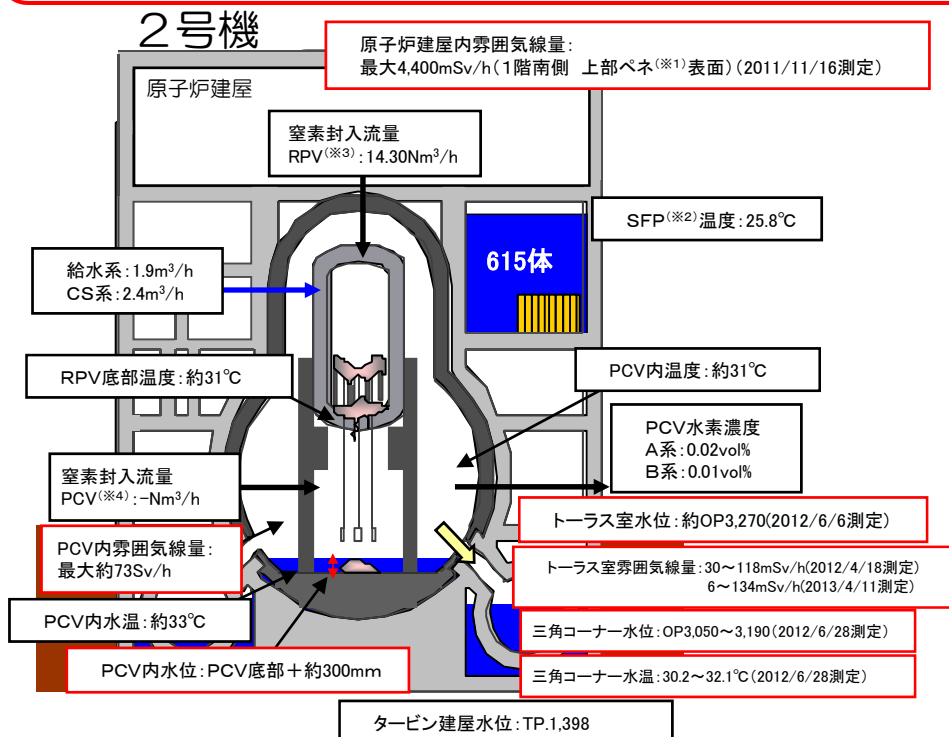 2号機
原子炉建屋内雰囲気線量：
最大4,400mSv/h(1階南側　上部ペネ(※1)表面)(2011/11/16測定)
原子炉建屋
窒素封入流量
RPV(※3)：14.30Nm3/h
SFP(※2)温度：25.8℃
615体
給水系：1.9m3/h
CS系：2.4m3/h
RPV底部温度：約31℃
PCV内温度：約31℃
PCV水素濃度
A系：0.02vol%
B系：0.01vol%
窒素封入流量
PCV(※4)：-Nm3/h
トーラス室水位：約OP3,270(2012/6/6測定)
PCV内雰囲気線量：
最大約73Sv/h
トーラス室雰囲気線量：30～118mSv/h(2012/4/18測定)
6～134mSv/h(2013/4/11測定)
PCV内水温：約33℃
三角コーナー水位：OP3,050～3,190(2012/6/28測定)
PCV内水位：PCV底部＋約300mm
三角コーナー水温：30.2～32.1℃(2012/6/28測定)
タービン建屋水位：TP.1,398